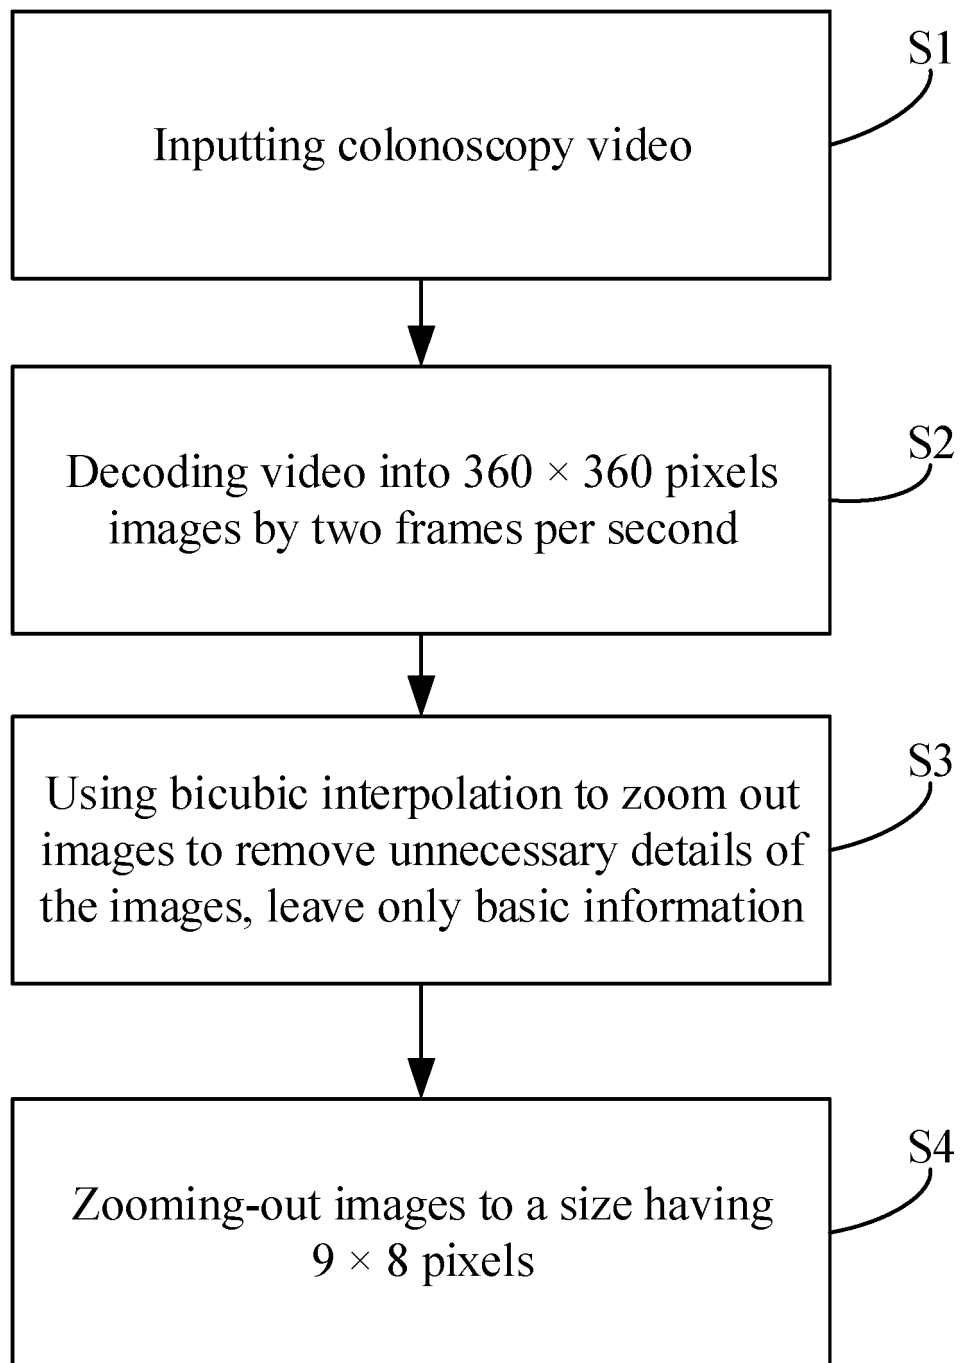 S1
Inputting colonoscopy video
S2
Decoding video into 360 × 360 pixels
images by two frames per second
S3
Using bicubic interpolation to zoom out
images to remove unnecessary details of
the images, leave only basic information
S4
Zooming-out images to a size having
9 × 8 pixels